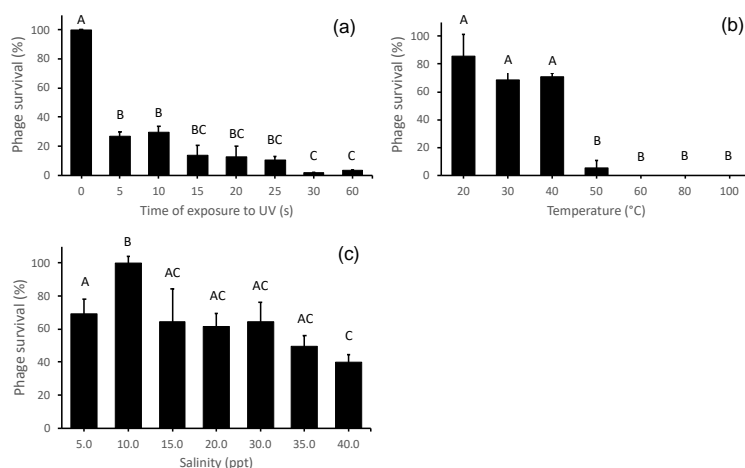 (a)
Phage survival (%)
100
80
60
40
20
0
A
B
B
BC
BC
BC
C
C
0 5 10 15 20 25 30 60
Time of exposure to UV (s)
(b)
Phage survival (%)
100
80
60
40
20
0
A
A
A
B
B
B
B
20 30 40 50 60 80 100
Temperature (°C)
(c)
Phage survival (%)
120
100
80
60
40
20
0
A
B
AC
AC
AC
AC
C
5.0 10.0 15.0 20.0 30.0 35.0 40.0
Salinity (ppt)